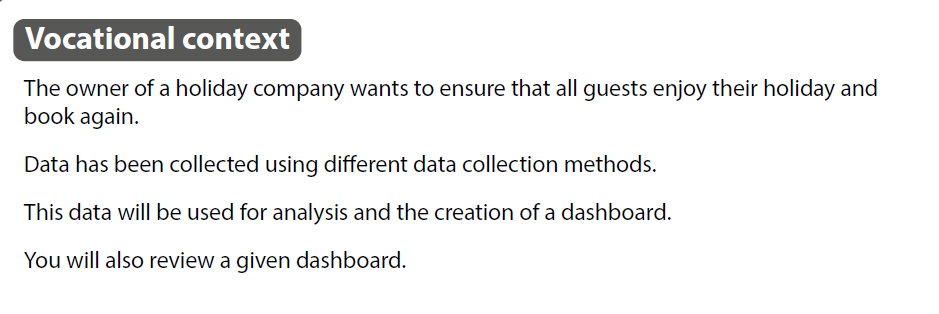 Vocational context
The owner of a holiday company wants to ensure that all guests enjoy their holiday and
book again.
Data has been collected using different data collection methods.
This data will be used for analysis and the creation of a dashboard.
You will also review a given dashboard.